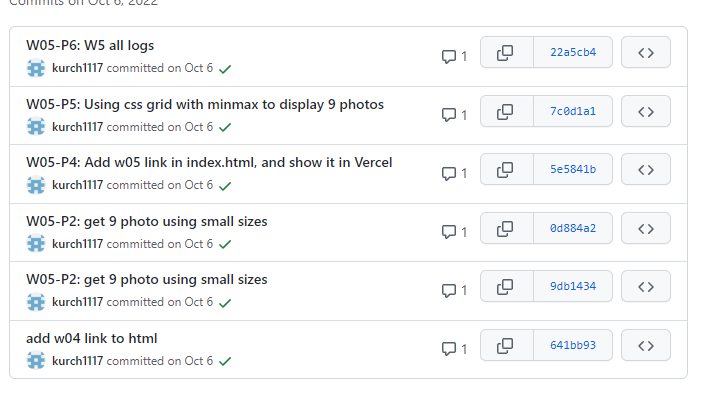 Commits on Oct 6, 2022
W05-P6: W5 all logs
kurch1117 committed on Oct 6
1
22a5cb4
W05-P5: Using css grid with minmax to display 9 photos
kurch1117 committed on Oct 6
1
7c0d1a1
W05-P4: Add w05 link in index.html, and show it in Vercel
kurch1117 committed on Oct 6
1
5e5841b
W05-P2: get 9 photo using small sizes
kurch1117 committed on Oct 6
1
0d884a2
W05-P2: get 9 photo using small sizes
kurch1117 committed on Oct 6
1
9db1434
add w04 link to html
kurch1117 committed on Oct 6
1
641bb93